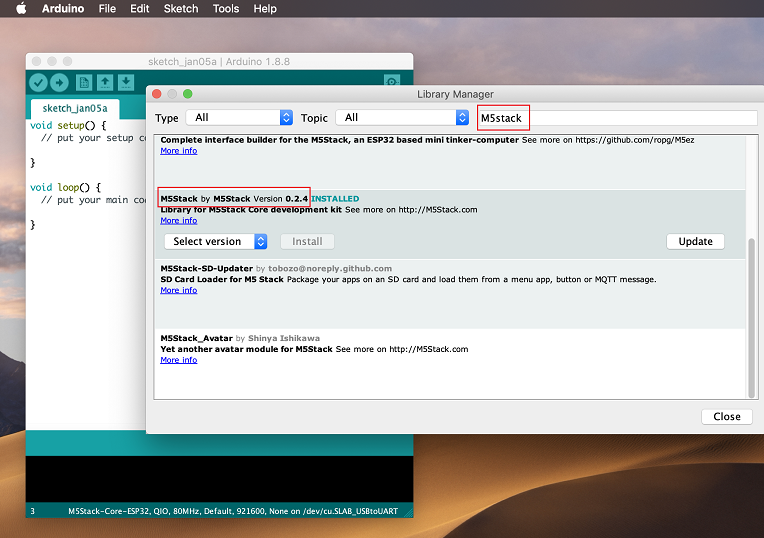 Arduino File Edit Sketch Tools Help
sketch_jan05a | Arduino 1.8.8
sketch_jan05a
void setup() {
// put your setup co
}
void loop() {
// put your main cod
}
Library Manager
Type All Topic All M5stack
Complete interface builder for the M5Stack, an ESP32 based mini tinker-computer See more on https://github.com/ropg/M5ez
More info
M5Stack by M5Stack Version 0.2.4 INSTALLED
Library for M5Stack Core development kit See more on http://M5Stack.com
More info
Select version Install Update
M5Stack-SD-Updater by tobozo@noreply.github.com
SD Card Loader for M5 Stack Package your apps on an SD card and load them from a menu app, button or MQTT message.
More info
M5Stack_Avatar by Shinya Ishikawa
Yet another avatar module for M5Stack See more on http://M5Stack.com
More info
Close
3 M5Stack-Core-ESP32, QIO, 80MHz, Default, 921600, None on /dev/cu.SLAB_USBtoUART